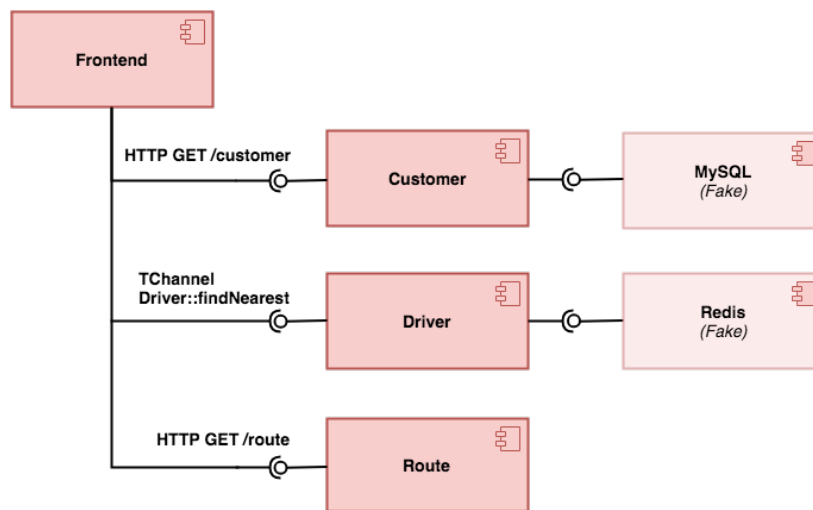 Frontend
HTTP GET /customer
Customer
MySQL
(Fake)
TChannel
Driver::findNearest
Driver
Redis
(Fake)
HTTP GET /route
Route